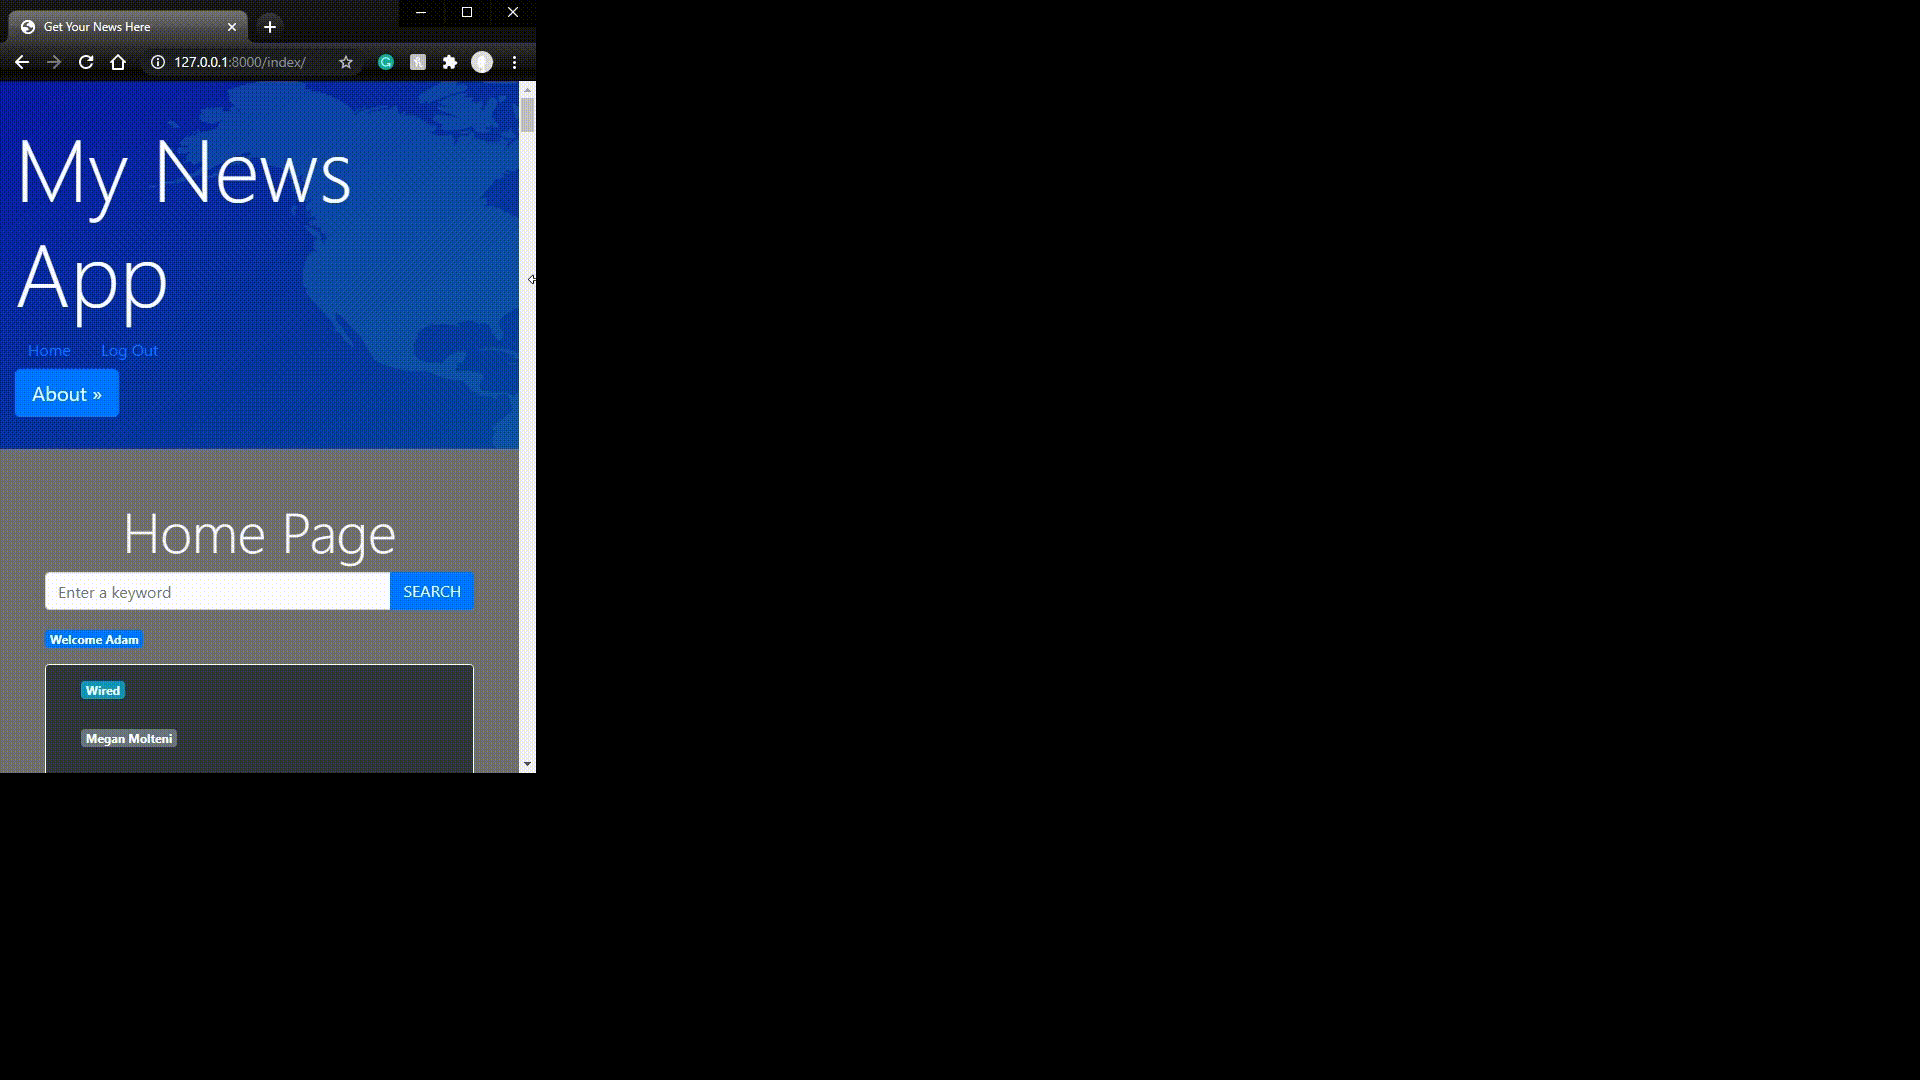 Get Your News Here
127.0.0.1:8000/index/
My News
App
Home Log Out
About »
Home Page
Enter a keyword SEARCH
Welcome Adam
Wired
Megan Molteni